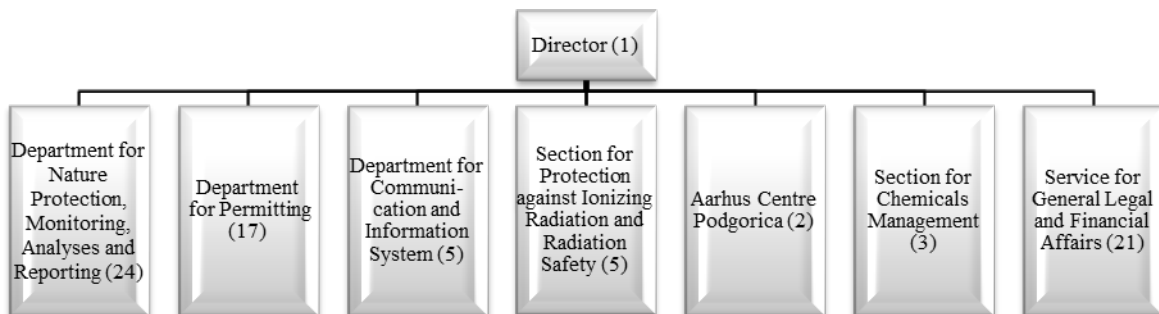 Director (1)
Department for
Nature
Protection,
Monitoring,
Analyses and
Reporting (24)
Department
for Permitting
(17)
Department for
Communi-
cation and
Information
System (5)
Section for
Protection
against Ionizing
Radiation and
Radiation
Safety (5)
Aarhus Centre
Podgorica (2)
Section for
Chemicals
Management
(3)
Service for
General Legal
and Financial
Affairs (21)